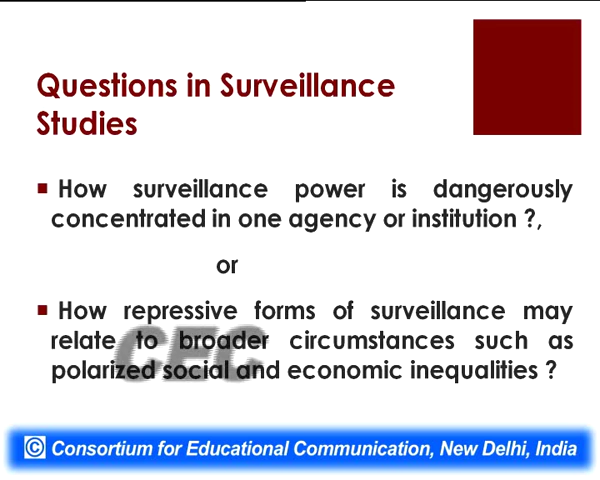 Questions in Surveillance
Studies
How surveillance power is dangerously
concentrated in one agency or institution ?,
or
How repressive forms of surveillance may
relate to broader circumstances such as
polarized social and economic inequalities ?
CEC
© Consortium for Educational Communication, New Delhi, India